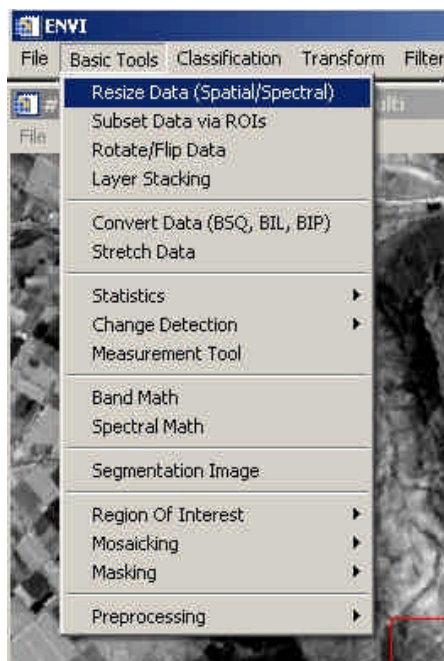 ENVI
File Basic Tools Classification Transform Filter
File
Resize Data (Spatial/Spectral)
Subset Data via ROIs
Rotate/Flip Data
Layer Stacking
Convert Data (BSQ, BIL, BIP)
Stretch Data
Statistics
Change Detection
Measurement Tool
Band Math
Spectral Math
Segmentation Image
Region Of Interest
Mosaicking
Masking
Preprocessing